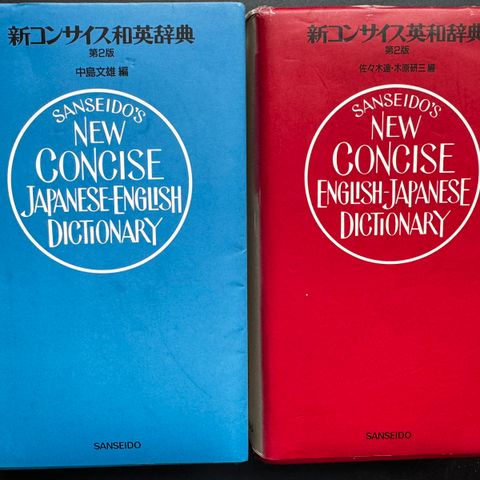 新コンサイス和英辞典
第2版
中島文雄 編
SANSEIDO'S
NEW
CONCISE
JAPANESE-ENGLISH
DICTIONARY
SANSEIDO
新コンサイス英和辞典
第2版
佐々木達・木原研三 編
SANSEIDO'S
NEW
CONCISE
ENGLISH-JAPANESE
DICTIONARY
SANSEIDO